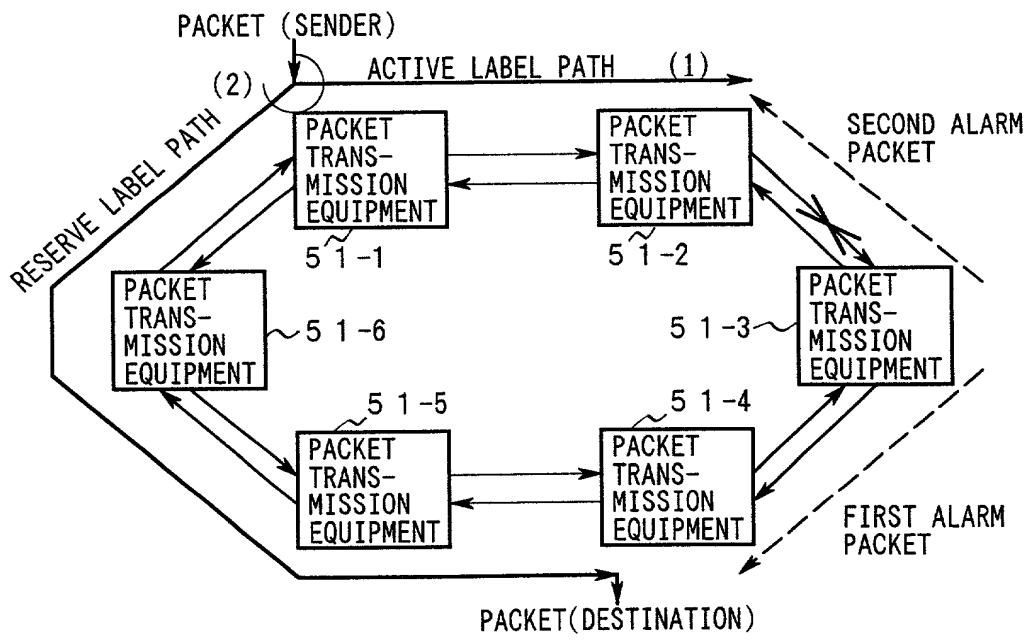 PACKET (SENDER)
ACTIVE LABEL PATH (1)
(2)
RESERVE LABEL PATH
PACKET
TRANS-
MISSION
EQUIPMENT
51-1
PACKET
TRANS-
MISSION
EQUIPMENT
51-2
SECOND ALARM
PACKET
PACKET
TRANS-
MISSION
EQUIPMENT
51-6
PACKET
TRANS-
MISSION
EQUIPMENT
51-3
51-5
PACKET
TRANS-
MISSION
EQUIPMENT
51-4
PACKET
TRANS-
MISSION
EQUIPMENT
FIRST ALARM
PACKET
PACKET(DESTINATION)